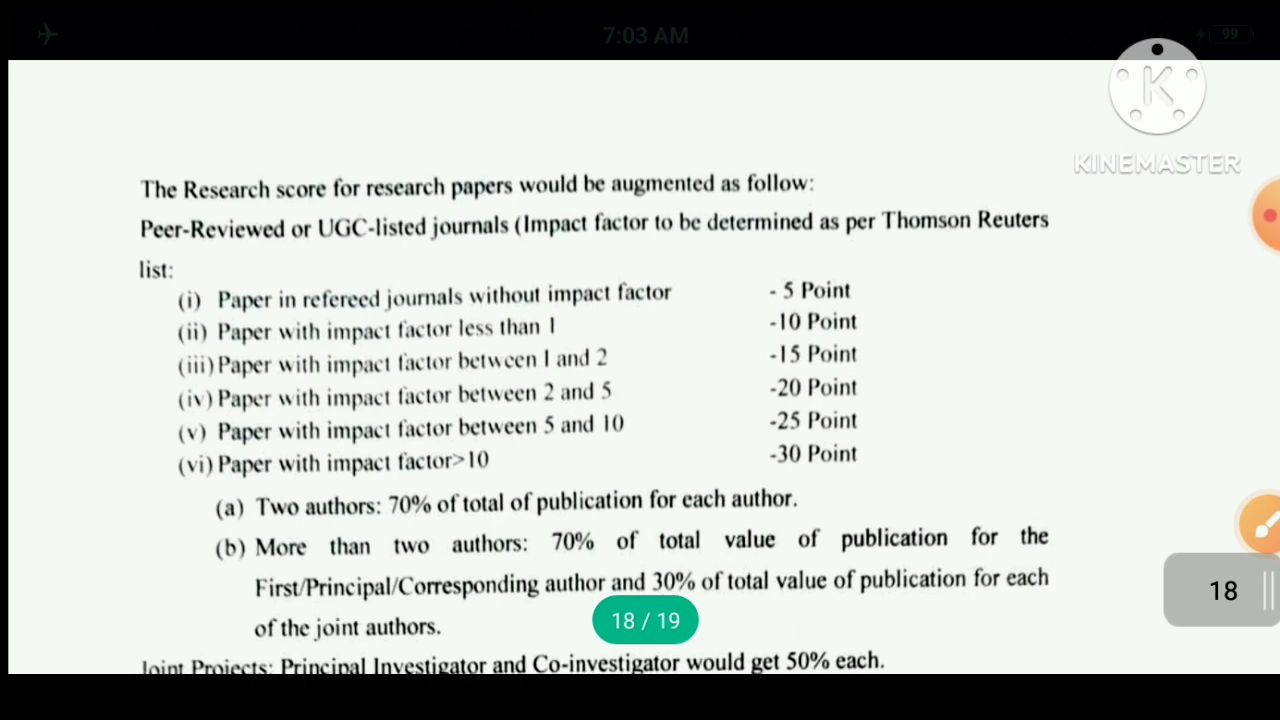 7:03 AM
99
K
KINEMASTER
The Research score for research papers would be augmented as follow:
Peer-Reviewed or UGC-listed journals (Impact factor to be determined as per Thomson Reuters
list:
(i) Paper in refereed journals without impact factor - 5 Point
(ii) Paper with impact factor less than 1 -10 Point
(iii) Paper with impact factor between 1 and 2 -15 Point
(iv) Paper with impact factor between 2 and 5 -20 Point
(v) Paper with impact factor between 5 and 10 -25 Point
(vi) Paper with impact factor>10 -30 Point
(a) Two authors: 70% of total of publication for each author.
(b) More than two authors: 70% of total value of publication for the
First/Principal/Corresponding author and 30% of total value of publication for each
of the joint authors.
18 / 19
18
Joint Projects: Principal Investigator and Co-investigator would get 50% each.